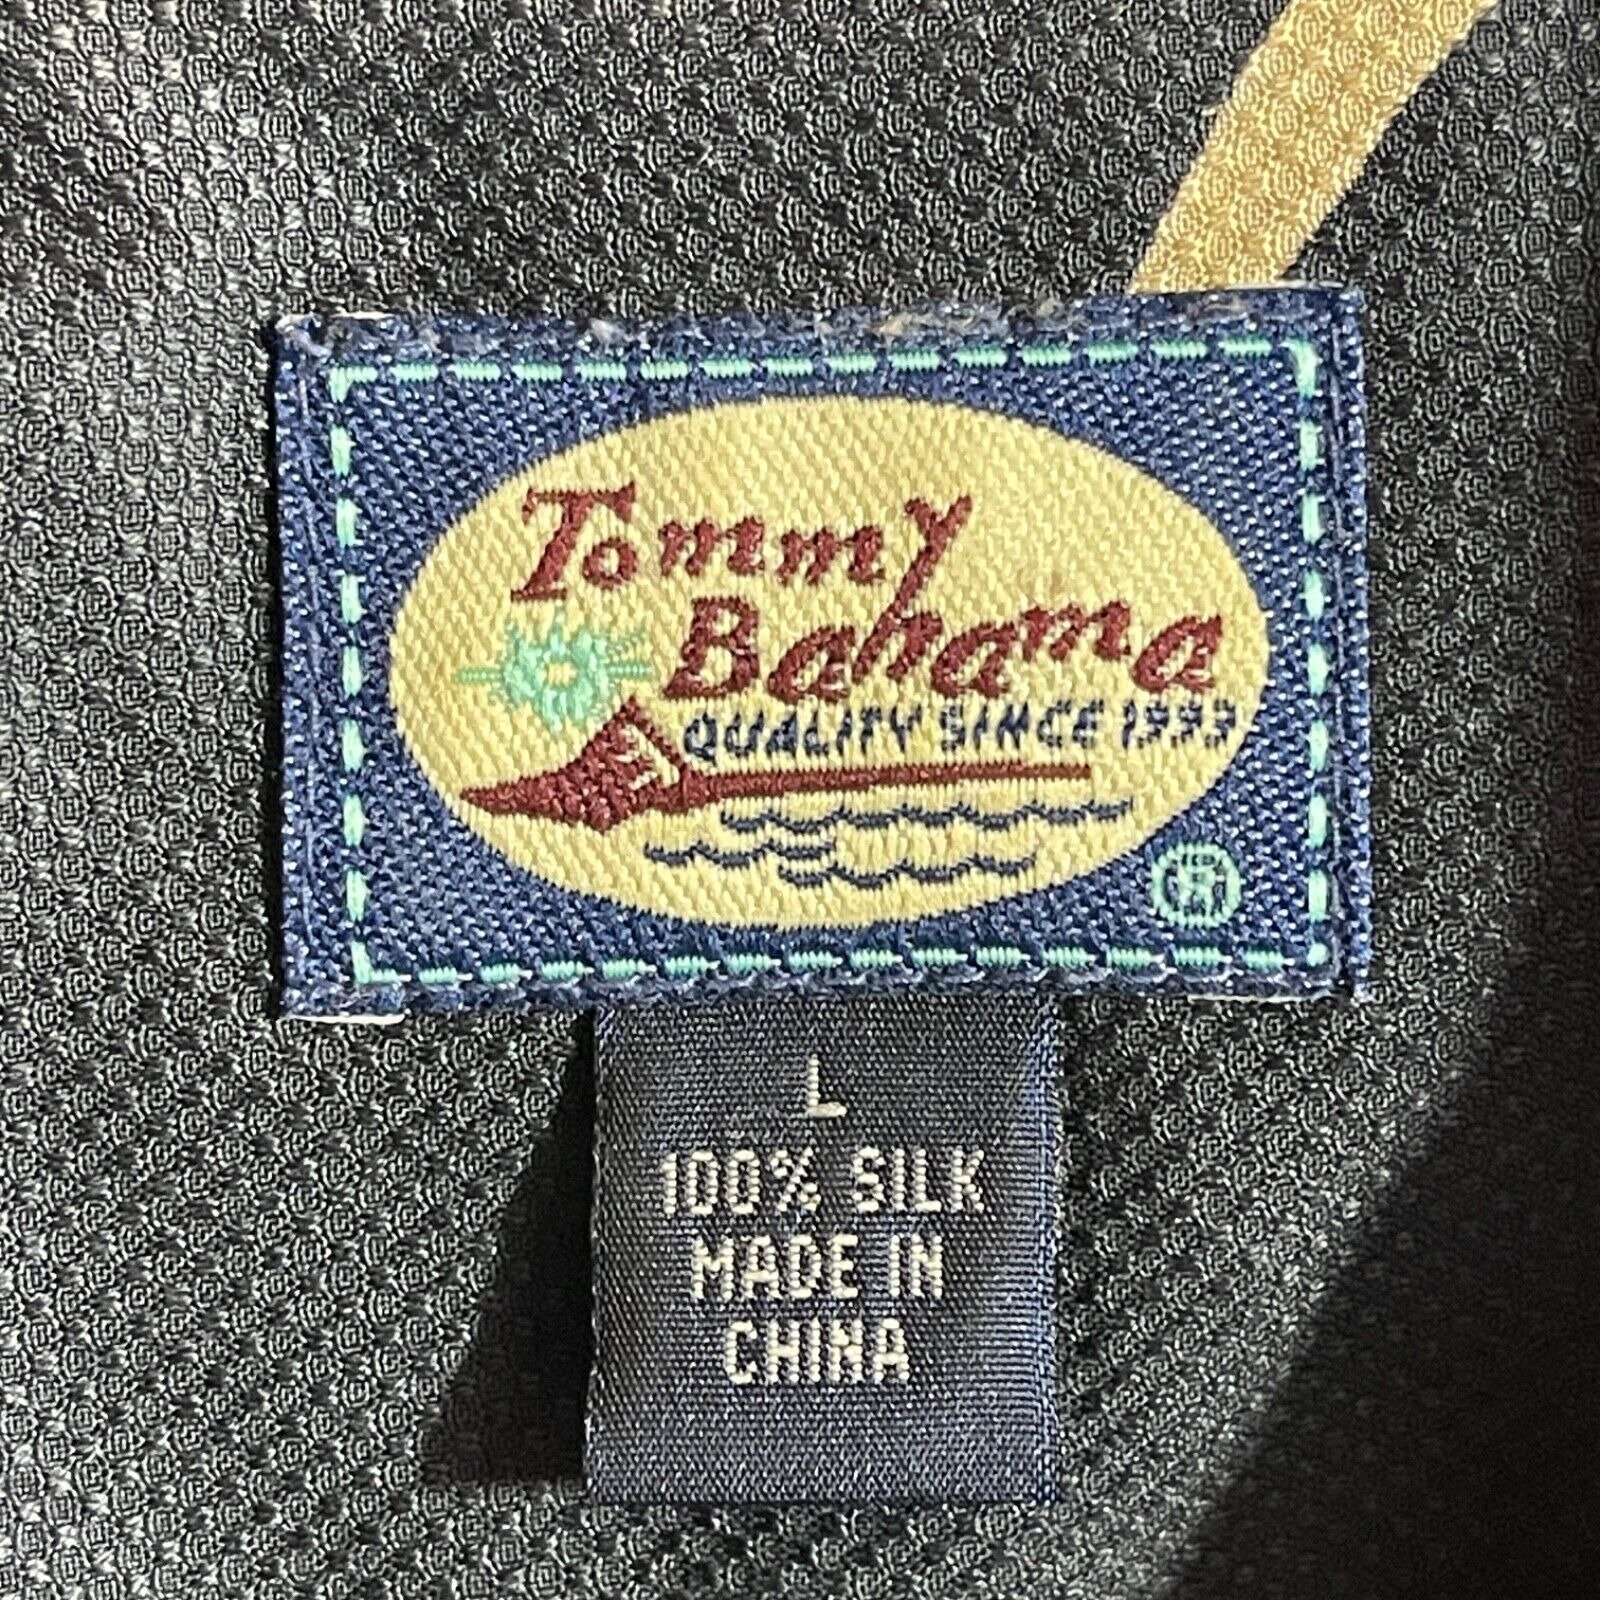 Tommy
Bahama
QUALITY SINCE 1993
L
100% SILK
MADE IN
CHINA